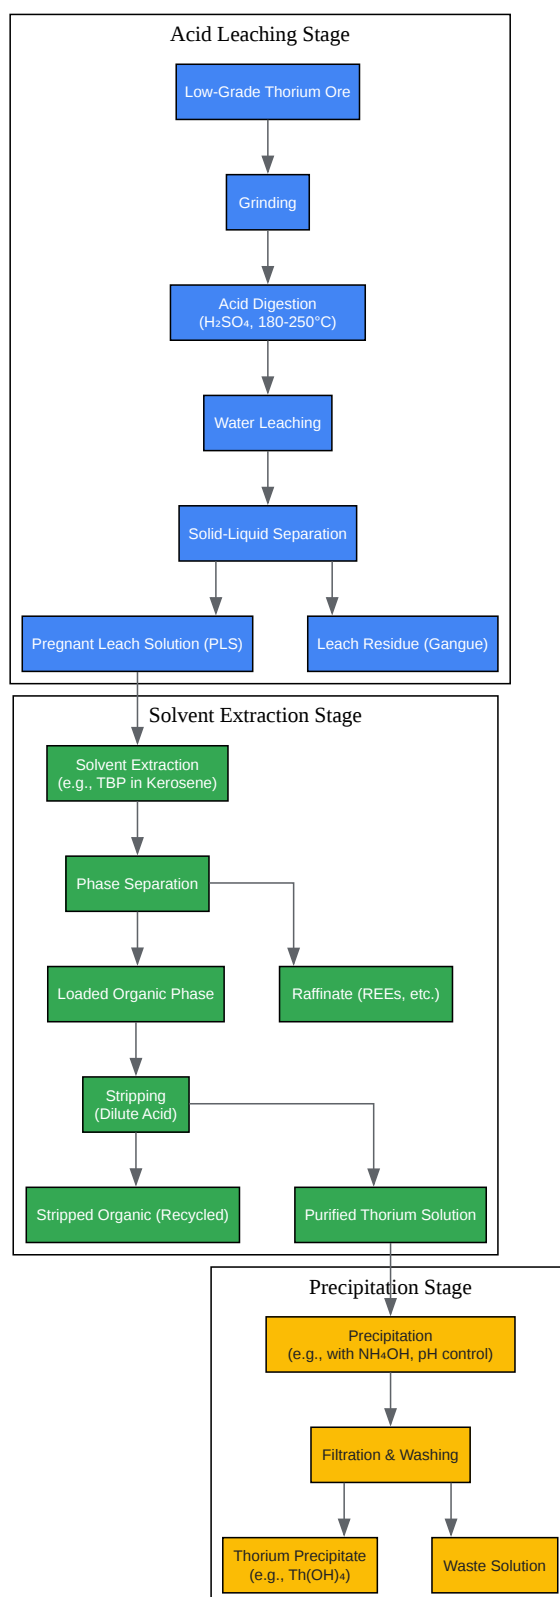 Acid Leaching Stage
Low-Grade Thorium Ore
Grinding
Acid Digestion
(H₂SO₄, 180-250°C)
Water Leaching
Solid-Liquid Separation
Pregnant Leach Solution (PLS)
Leach Residue (Gangue)
Solvent Extraction Stage
Solvent Extraction
(e.g., TBP in Kerosene)
Phase Separation
Loaded Organic Phase
Raffinate (REEs, etc.)
Stripping
(Dilute Acid)
Stripped Organic (Recycled)
Purified Thorium Solution
Precipitation Stage
Precipitation
(e.g., with NH₄OH, pH control)
Filtration & Washing
Thorium Precipitate
(e.g., Th(OH)₄)
Waste Solution